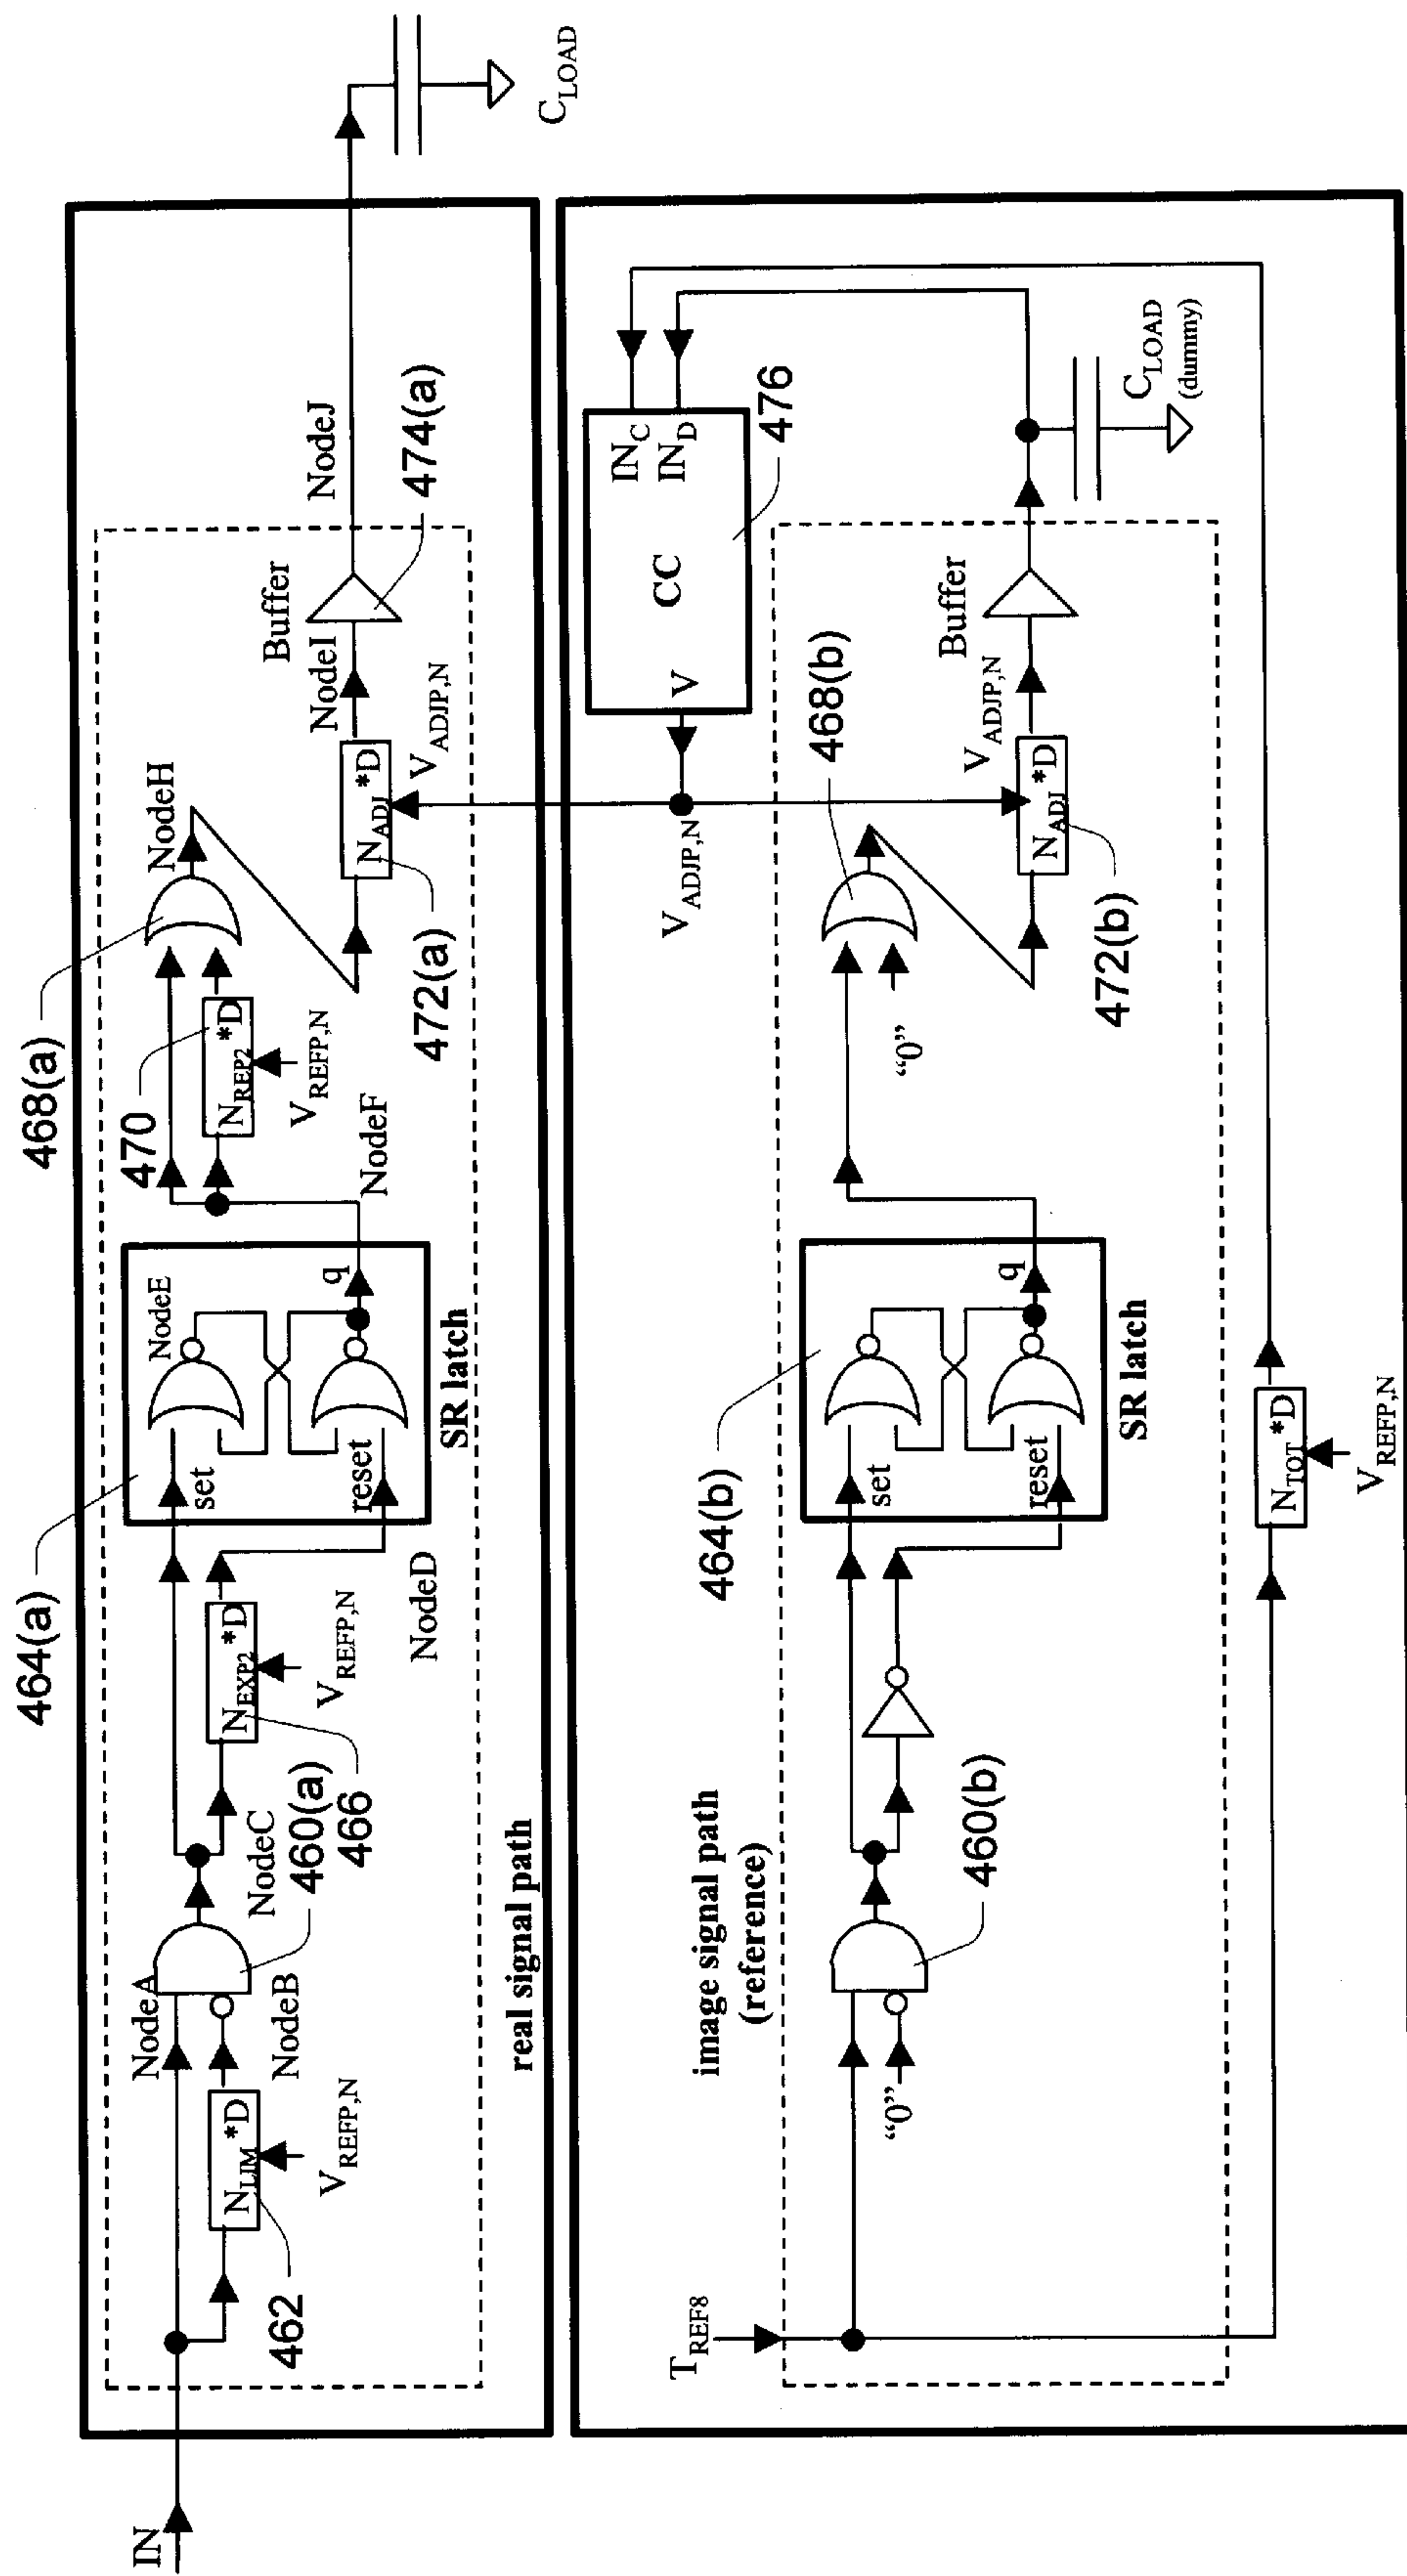 IN
462
N_LIM *D
V_REFP,N
NodeA
NodeB
NodeC
460(a)
466
N_EXP2 *D
V_REFP,N
NodeD
464(a)
set
reset
NodeE
q
SR latch
NodeF
470
N_REP2 *D
V_REFP,N
468(a)
NodeH
472(a)
N_ADJ *D
V_ADJP,N
NodeI
Buffer
474(a)
NodeJ
C_LOAD
real signal path
image signal path
(reference)
T_REF8
“0”
460(b)
464(b)
set
reset
q
SR latch
“0”
468(b)
V_ADJP,N
472(b)
N_ADJ *D
V_ADJP,N
Buffer
V
CC
IN_C
IN_D
476
C_LOAD
(dummy)
N_TOT *D
V_REFP,N